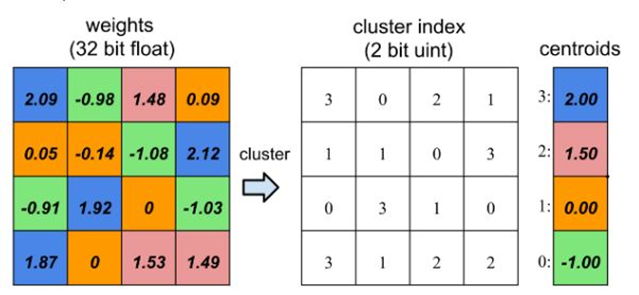 weights
(32 bit float)
cluster index
(2 bit uint)
centroids
2.09 -0.98 1.48 0.09
3 0 2 1
3: 2.00
0.05 -0.14 -1.08 2.12
cluster
1 1 0 3
2: 1.50
-0.91 1.92 0 -1.03
0 3 1 0
1: 0.00
1.87 0 1.53 1.49
3 1 2 2
0: -1.00